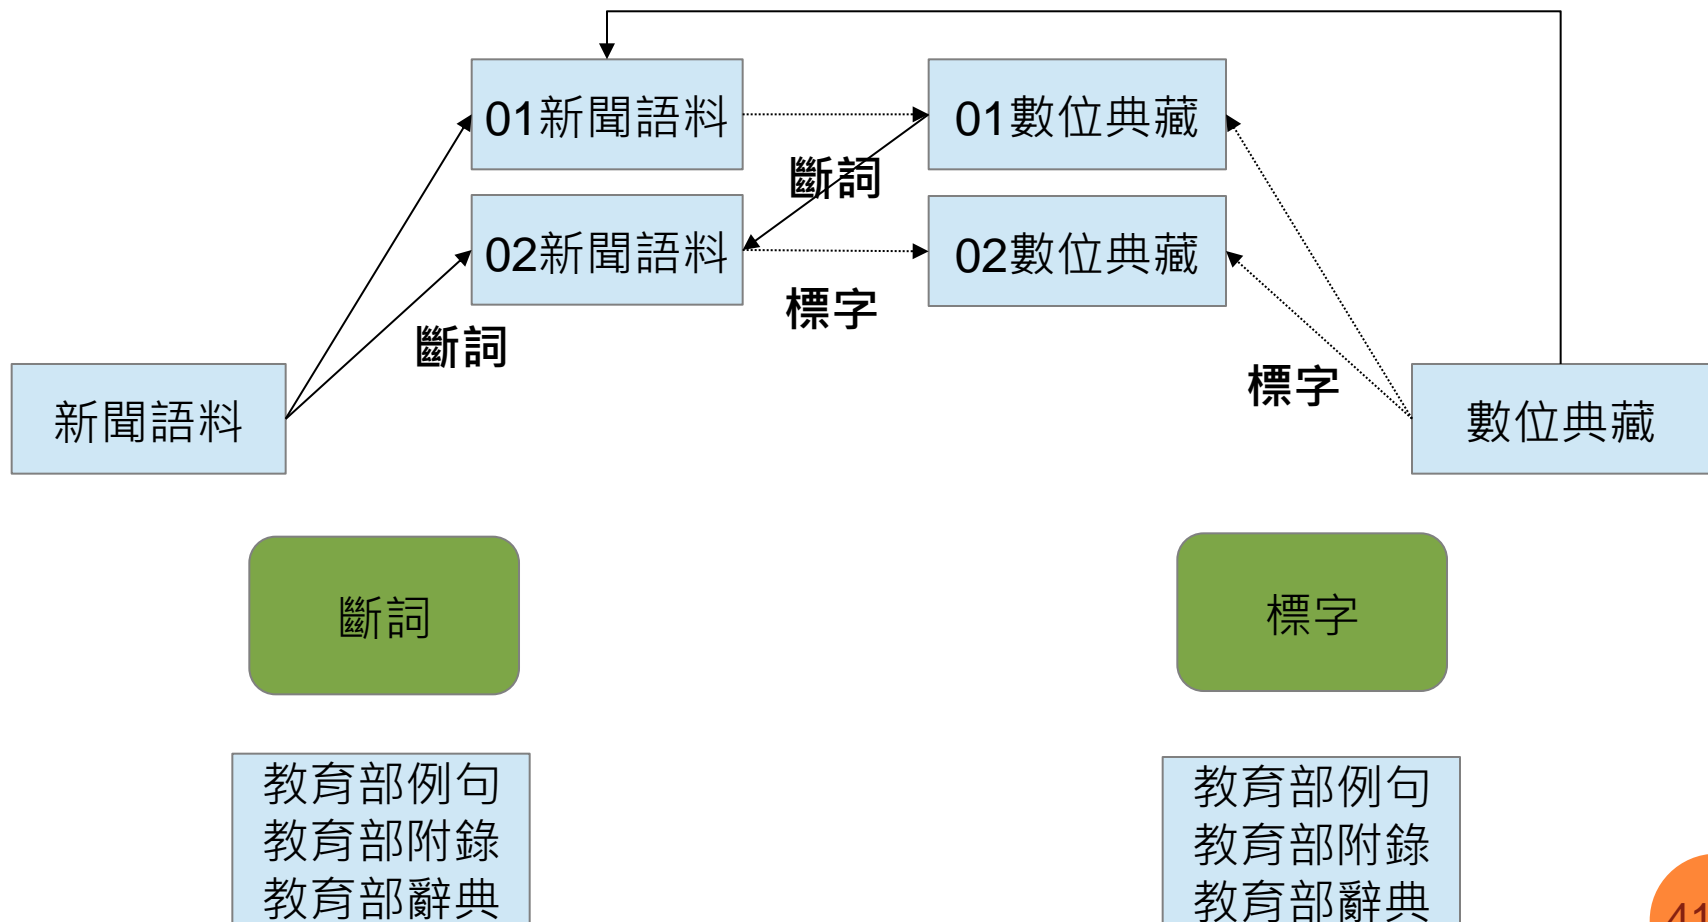 01新聞語料
01數位典藏
斷詞
02新聞語料
02數位典藏
標字
斷詞
標字
新聞語料
數位典藏
斷詞
標字
教育部例句
教育部附錄
教育部辭典
教育部例句
教育部附錄
教育部辭典
41